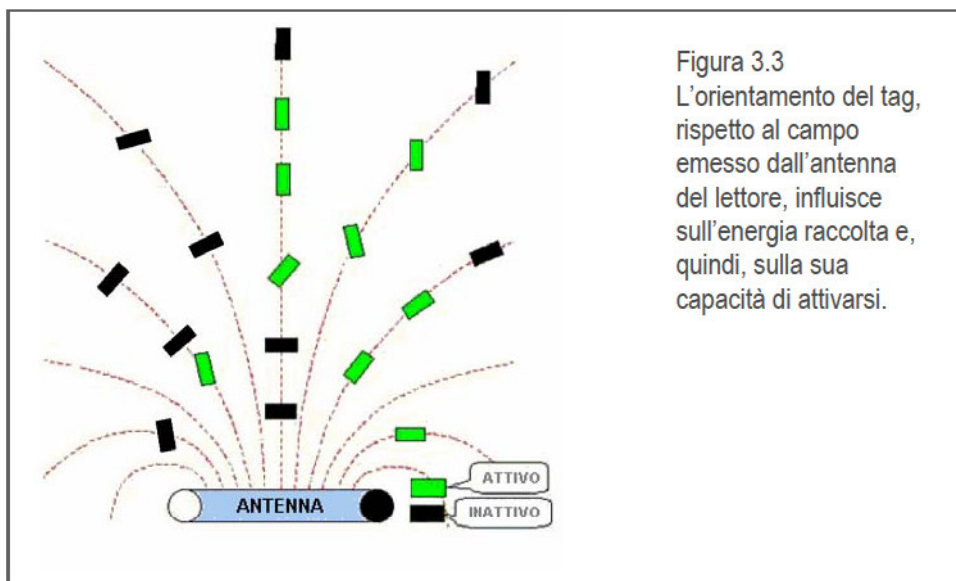 Figura 3.3
L'orientamento del tag,
rispetto al campo
emesso dall'antenna
del lettore, influisce
sull'energia raccolta e,
quindi, sulla sua
capacità di attivarsi.
ATTIVO
ANTENNA
INATTIVO